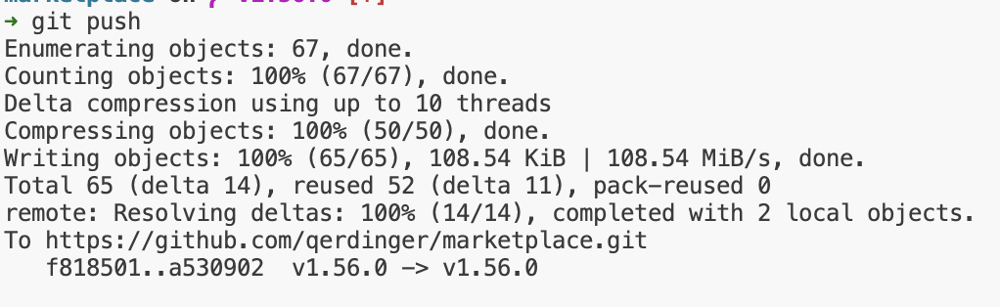 ➜ git push
Enumerating objects: 67, done.
Counting objects: 100% (67/67), done.
Delta compression using up to 10 threads
Compressing objects: 100% (50/50), done.
Writing objects: 100% (65/65), 108.54 KiB | 108.54 MiB/s, done.
Total 65 (delta 14), reused 52 (delta 11), pack-reused 0
remote: Resolving deltas: 100% (14/14), completed with 2 local objects.
To https://github.com/qerdinger/marketplace.git
   f818501..a530902  v1.56.0 -> v1.56.0